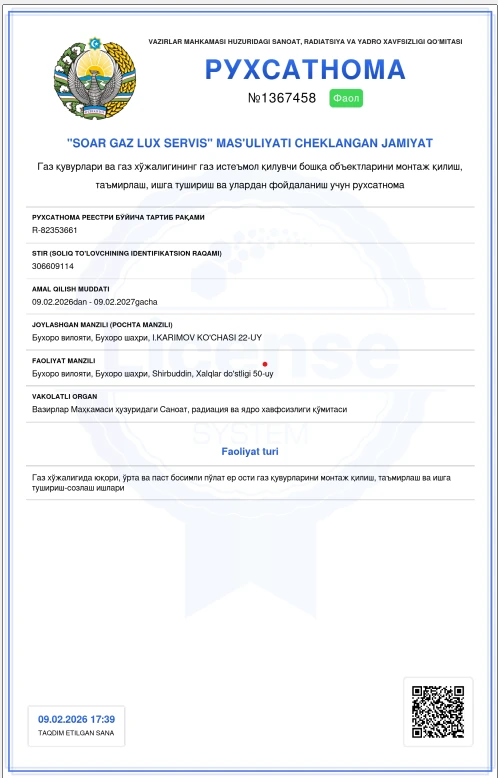 VAZIRLAR MAHKAMASI HUZURIDAGI SANOAT, RADIATSIYA VA YADRO XAVFSIZLIGI QO'MITASI
РУХСАТНОМА
№1367458 Фаол
"SOAR GAZ LUX SERVIS" MAS'ULIYATI CHEKLANGAN JAMIYAT
Газ қувурлари ва газ хўжалигининг газ истеъмол қилувчи бошқа объектларини монтаж қилиш,
таъмирлаш, ишга тушириш ва улардан фойдаланиш учун рухсатнома
РУХСАТНОМА РЕЕСТРИ БЎЙИЧА ТАРТИБ РАҚАМИ
R-82353661
STIR (SOLIQ TO'LOVCHINING IDENTIFIKATSION RAQAMI)
306609114
AMAL QILISH MUDDATI
09.02.2026dan - 09.02.2027gacha
JOYLASHGAN MANZILI (POCHTA MANZILI)
Бухоро вилояти, Бухоро шаҳри, I.KARIMOV KO'CHASI 22-UY
FAOLIYAT MANZILI
Бухоро вилояти, Бухоро шаҳри, Shirbuddin, Xalqlar do'stligi 50-uy
VAKOLATLI ORGAN
Вазирлар Маҳкамаси ҳузуридаги Саноат, радиация ва ядро хавфсизлиги қўмитаси
license
SYSTEM
Faoliyat turi
Газ хўжалигида юқори, ўрта ва паст босимли пўлат ер ости газ қувурларини монтаж қилиш, таъмирлаш ва ишга
тушириш-созлаш ишлари
09.02.2026 17:39
TAQDIM ETILGAN SANA